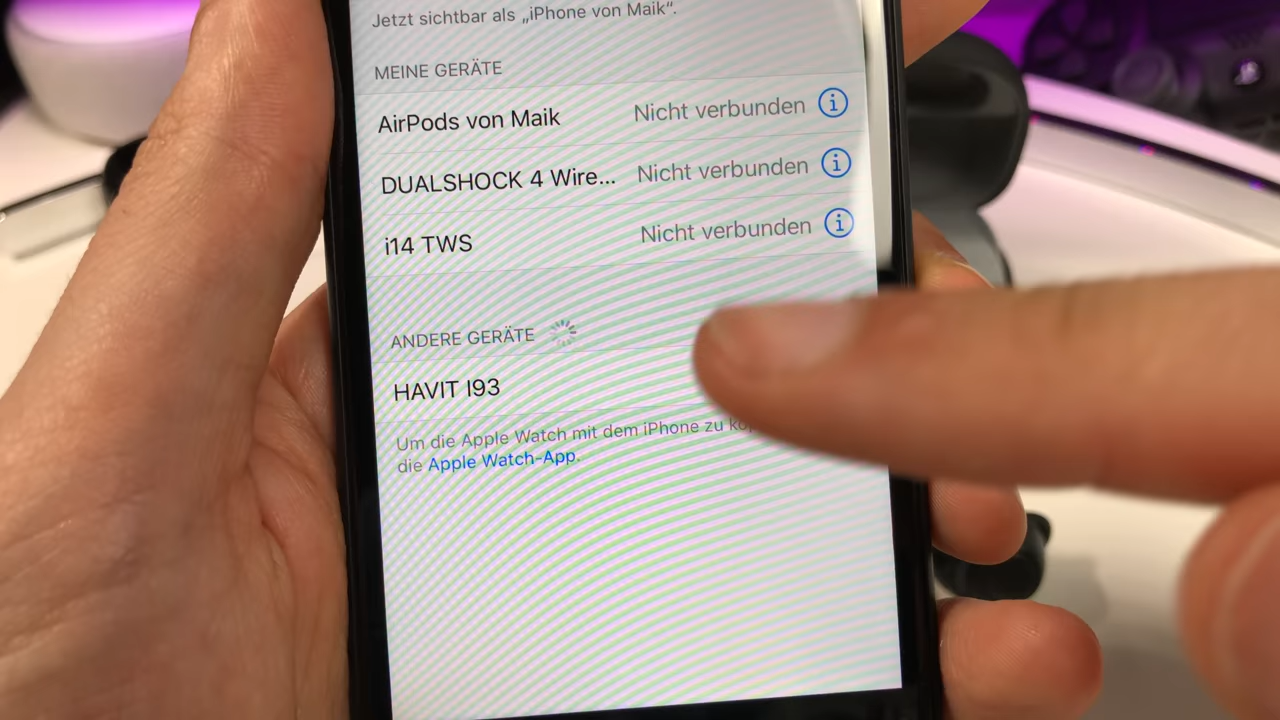 Jetzt sichtbar als „iPhone von Maik“.
MEINE GERÄTE
AirPods von Maik Nicht verbunden
DUALSHOCK 4 Wire... Nicht verbunden
i14 TWS Nicht verbunden
ANDERE GERÄTE
HAVIT I93
Um die Apple Watch mit dem iPhone zu
die Apple Watch-App.